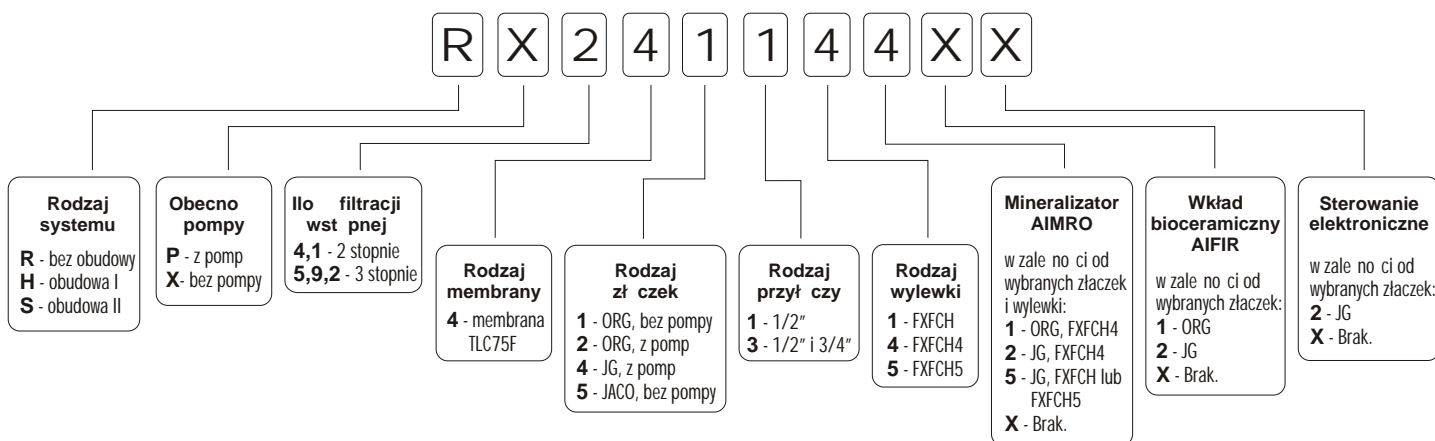 R X 2 4 1 1 4 4 X X
Rodzaj
systemu
R - bez obudowy
H - obudowa I
S - obudowa II
Obecno
pompy
P - z pomp
X- bez pompy
Ilo filtracji
wst pnej
4,1 - 2 stopnie
5,9,2 - 3 stopnie
Rodzaj
membrany
4 - membrana
TLC75F
Rodzaj
zł czek
1 - ORG, bez pompy
2 - ORG, z pomp
4 - JG, z pomp
5 - JACO, bez pompy
Rodzaj
przył czy
1 - 1/2"
3 - 1/2" i 3/4"
Rodzaj
wylewki
1 - FXFCH
4 - FXFCH4
5 - FXFCH5
Mineralizator
AIMRO
w zale no ci od
wybranych złaczek
i wylewki:
1 - ORG, FXFCH4
2 - JG, FXFCH4
5 - JG, FXFCH lub
FXFCH5
X - Brak.
Wkład
bioceramiczny
AIFIR
w zale no ci od
wybranych złaczek:
1 - ORG
2 - JG
X - Brak.
Sterowanie
elektroniczne
w zale no ci od
wybranych złaczek:
2 - JG
X - Brak.